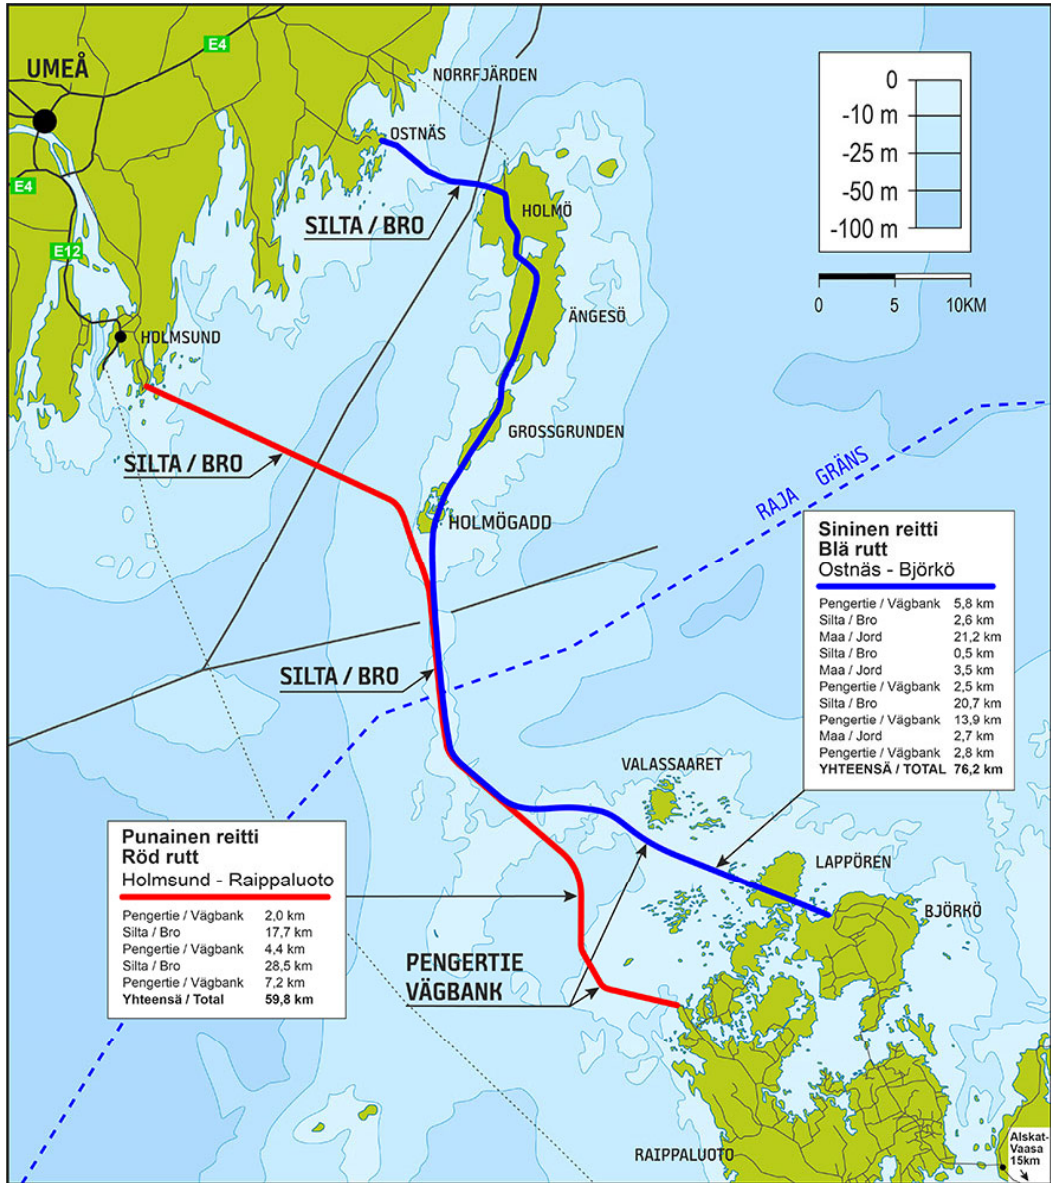 E4
UMEÅ
NORRFJÄRDEN
OSTNÄS
E4
HOLMÖ
SILTA / BRO
E12
ÄNGESÖ
HOLMSUND
0
-10 m
-25 m
-50 m
-100 m
0 5 10KM
GROSSGRUNDEN
SILTA / BRO
RAJA GRÄNS
HOLMÖGADD
Sininen reitti
Blä rutt
Ostnäs - Björkö
Pengertie / Vägbank 5,8 km
Silta / Bro 2,6 km
Maa / Jord 21,2 km
Silta / Bro 0,5 km
Maa / Jord 3,5 km
Pengertie / Vägbank 2,5 km
Silta / Bro 20,7 km
Pengertie / Vägbank 13,9 km
Maa / Jord 2,7 km
Pengertie / Vägbank 2,8 km
YHTEENSÄ / TOTAL 76,2 km
SILTA / BRO
VALASSAARET
Punainen reitti
Röd rutt
Holmsund - Raippaluoto
Pengertie / Vägbank 2,0 km
Silta / Bro 17,7 km
Pengertie / Vägbank 4,4 km
Silta / Bro 28,5 km
Pengertie / Vägbank 7,2 km
Yhteensä / Total 59,8 km
LAPPÖREN
BJÖRKÖ
PENGERTIE
VÄGBANK
RAIPPALUOTO
Alskat-
Vaasa
15km